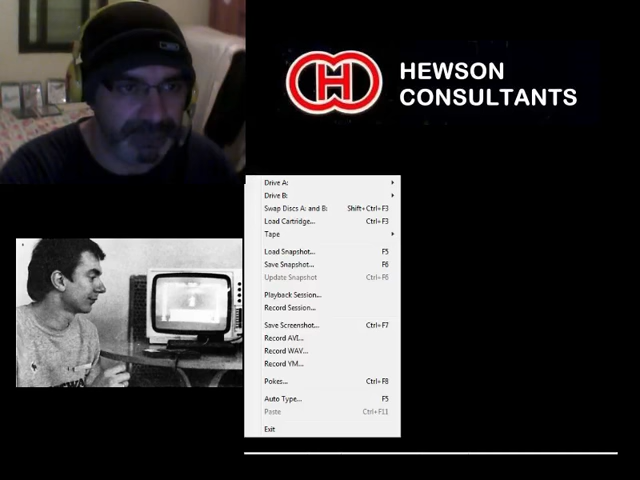 HEWSON
CONSULTANTS
Drive A:
Drive B:
Swap Discs A: and B: Shift+Ctrl+F3
Load Cartridge... Ctrl+F3
Tape
Load Snapshot... F5
Save Snapshot... F6
Update Snapshot Ctrl+F6
Playback Session...
Record Session...
Save Screenshot... Ctrl+F7
Record AVI...
Record WAV...
Record YM...
Pokes... Ctrl+F8
Auto Type... F5
Paste Ctrl+F11
Exit